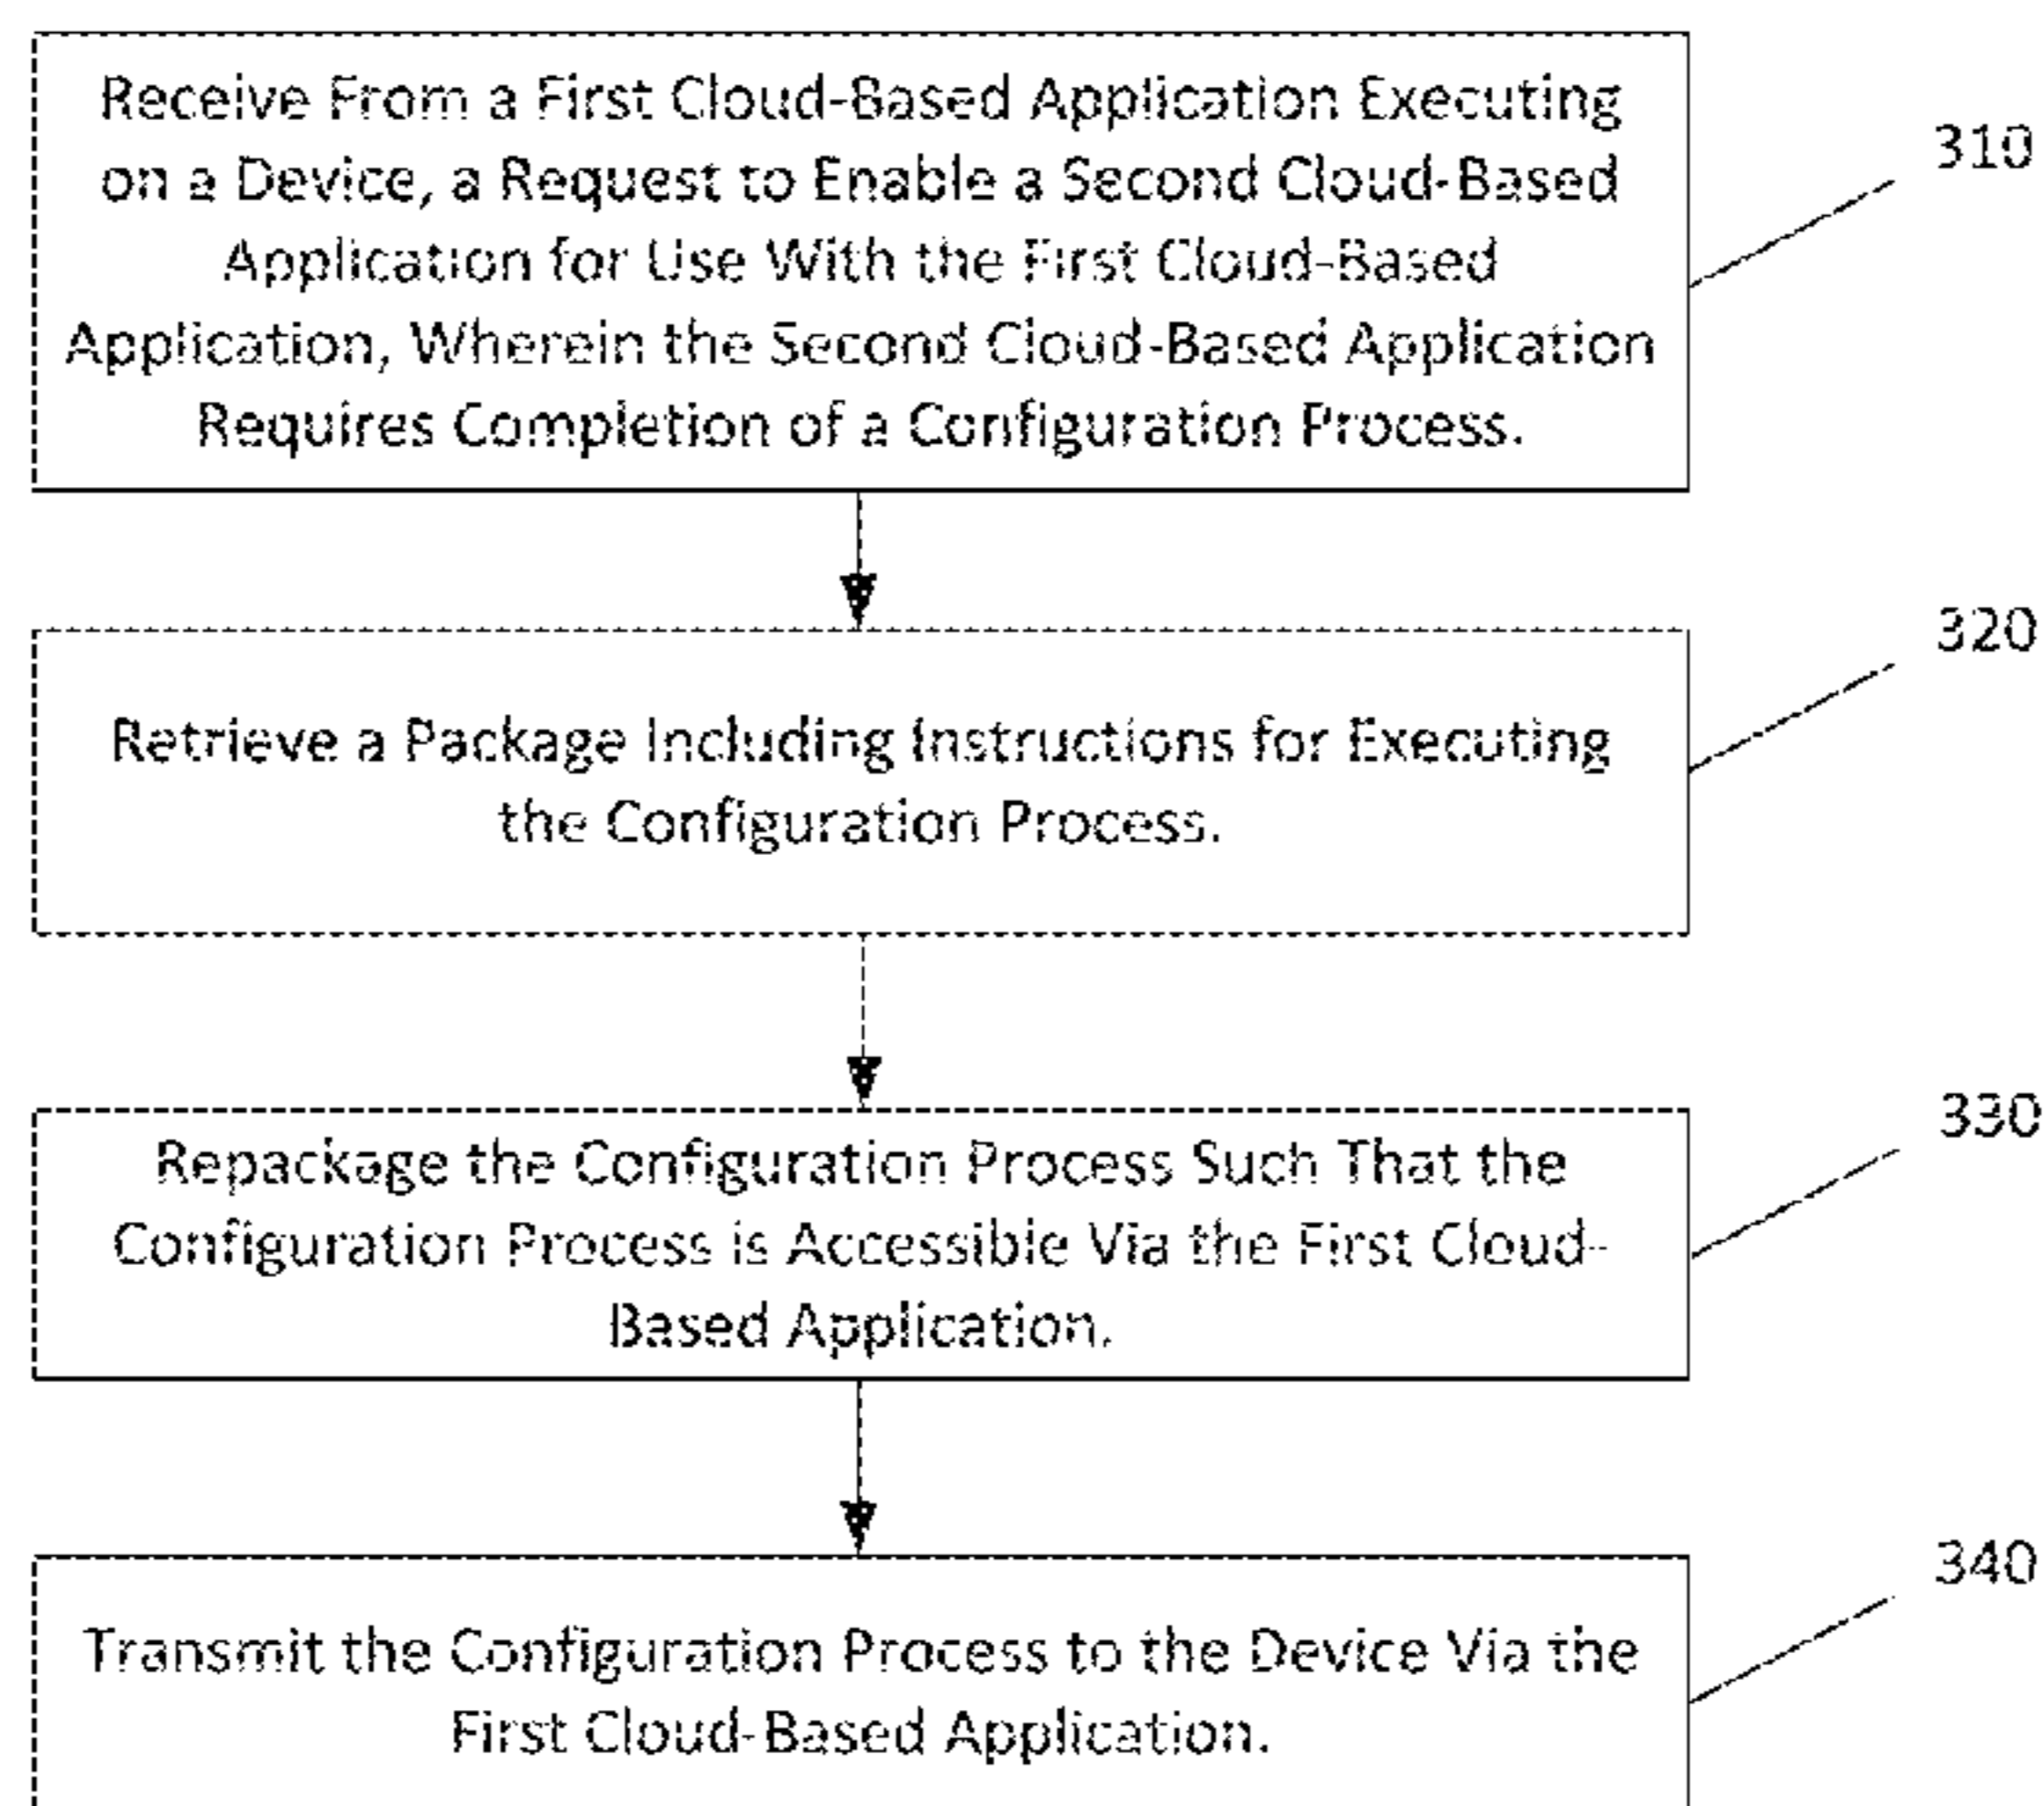 Receive From a First Cloud-Based Application Executing
on a Device, a Request to Enable a Second Cloud-Based
Application for Use With the First Cloud-Based
Application, Wherein the Second Cloud-Based Application
Requires Completion of a Configuration Process.
310
Retrieve a Package Including Instructions for Executing
the Configuration Process.
320
Repackage the Configuration Process Such That the
Configuration Process is Accessible Via the First Cloud-
Based Application.
330
Transmit the Configuration Process to the Device Via the
First Cloud-Based Application.
340